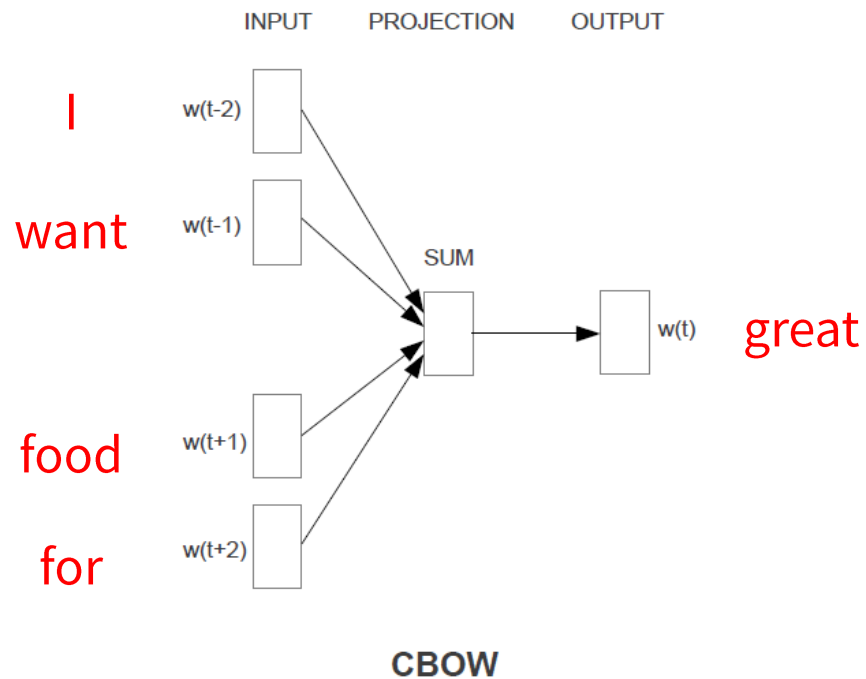 INPUT PROJECTION OUTPUT
I w(t-2)
want w(t-1)
SUM
w(t) great
food w(t+1)
for w(t+2)
CBOW